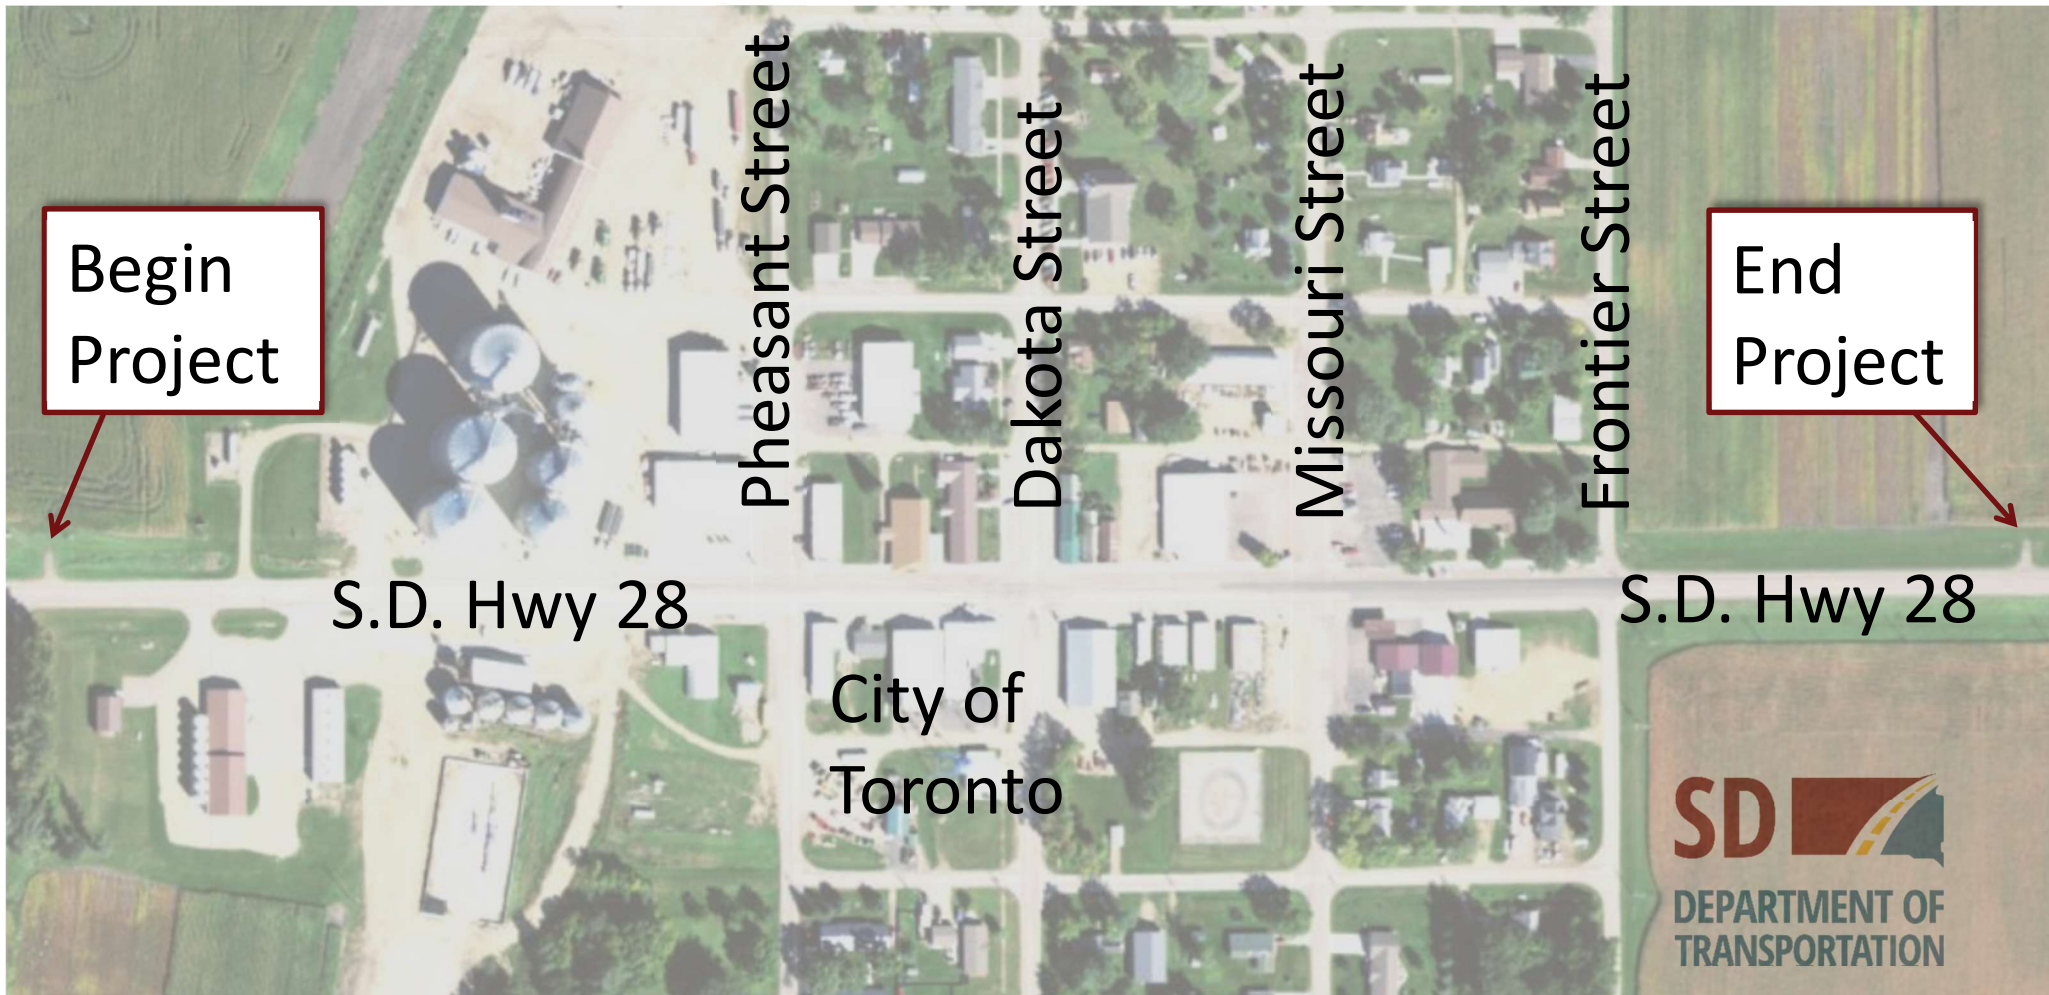 Begin
Project
Pheasant Street
Dakota Street
Missouri Street
Frontier Street
End
Project
S.D. Hwy 28
S.D. Hwy 28
City of
Toronto
SD
DEPARTMENT OF
TRANSPORTATION